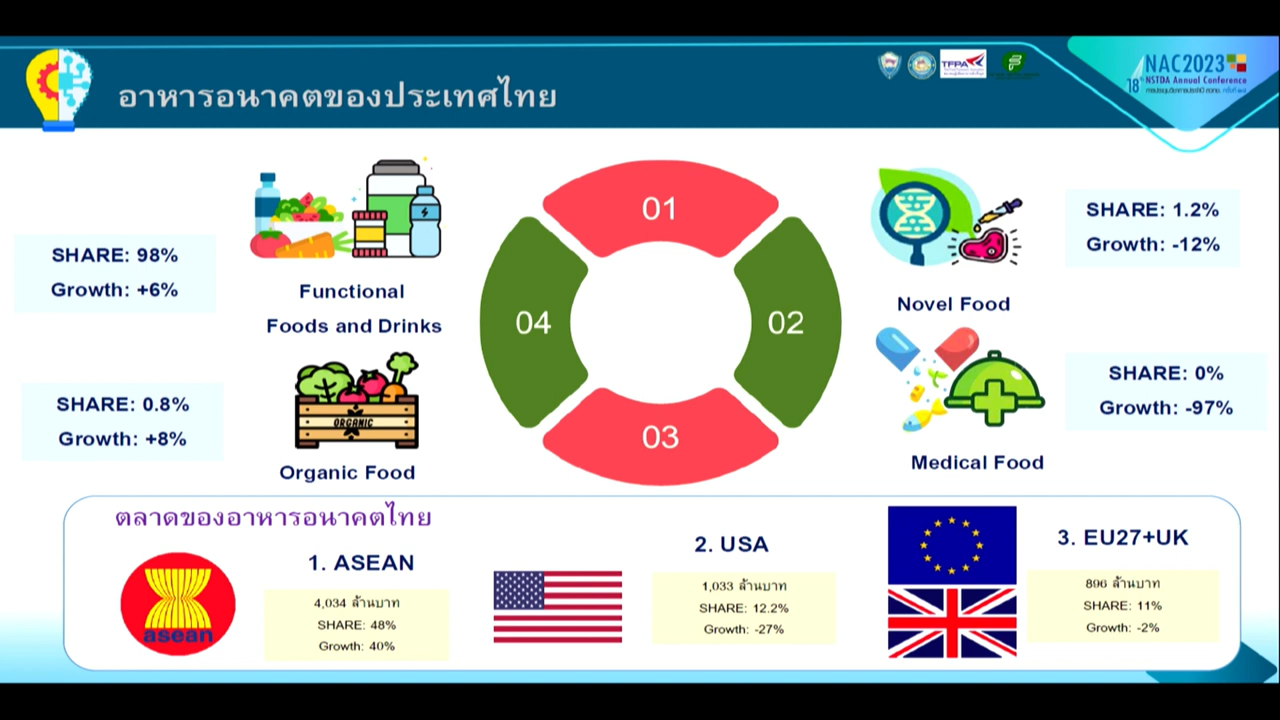 อาหารอนาคตของประเทศไทย
TFPA
NAC2023
18th NSTDA Annual Conference
01
02
03
04
SHARE: 98%
Growth: +6%
Functional
Foods and Drinks
SHARE: 1.2%
Growth: -12%
Novel Food
SHARE: 0.8%
Growth: +8%
ORGANIC
Organic Food
SHARE: 0%
Growth: -97%
Medical Food
ตลาดของอาหารอนาคตไทย
asean
1. ASEAN
4,034 ล้านบาท
SHARE: 48%
Growth: 40%
2. USA
1,033 ล้านบาท
SHARE: 12.2%
Growth: -27%
3. EU27+UK
896 ล้านบาท
SHARE: 11%
Growth: -2%